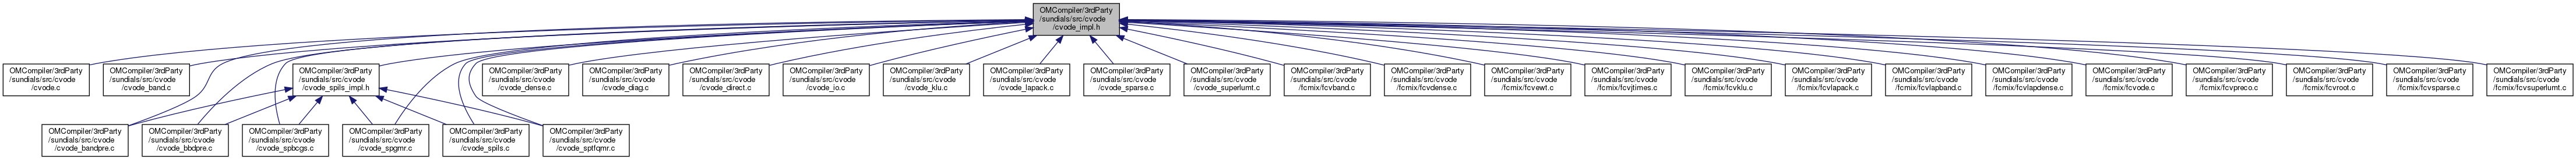 OMCompiler/3rdParty
/sundials/src/cvode
/cvode_impl.h
OMCompiler/3rdParty
/sundials/src/cvode
/cvode.c
OMCompiler/3rdParty
/sundials/src/cvode
/cvode_band.c
OMCompiler/3rdParty
/sundials/src/cvode
/cvode_spils_impl.h
OMCompiler/3rdParty
/sundials/src/cvode
/cvode_dense.c
OMCompiler/3rdParty
/sundials/src/cvode
/cvode_diag.c
OMCompiler/3rdParty
/sundials/src/cvode
/cvode_direct.c
OMCompiler/3rdParty
/sundials/src/cvode
/cvode_io.c
OMCompiler/3rdParty
/sundials/src/cvode
/cvode_klu.c
OMCompiler/3rdParty
/sundials/src/cvode
/cvode_lapack.c
OMCompiler/3rdParty
/sundials/src/cvode
/cvode_sparse.c
OMCompiler/3rdParty
/sundials/src/cvode
/cvode_superlumt.c
OMCompiler/3rdParty
/sundials/src/cvode
/fcmix/fcvband.c
OMCompiler/3rdParty
/sundials/src/cvode
/fcmix/fcvdense.c
OMCompiler/3rdParty
/sundials/src/cvode
/fcmix/fcvewt.c
OMCompiler/3rdParty
/sundials/src/cvode
/fcmix/fcvjtimes.c
OMCompiler/3rdParty
/sundials/src/cvode
/fcmix/fcvklu.c
OMCompiler/3rdParty
/sundials/src/cvode
/fcmix/fcvlapack.c
OMCompiler/3rdParty
/sundials/src/cvode
/fcmix/fcvlapband.c
OMCompiler/3rdParty
/sundials/src/cvode
/fcmix/fcvlapdense.c
OMCompiler/3rdParty
/sundials/src/cvode
/fcmix/fcvode.c
OMCompiler/3rdParty
/sundials/src/cvode
/fcmix/fcvpreco.c
OMCompiler/3rdParty
/sundials/src/cvode
/fcmix/fcvroot.c
OMCompiler/3rdParty
/sundials/src/cvode
/fcmix/fcvsparse.c
OMCompiler/3rdParty
/sundials/src/cvode
/fcmix/fcvsuperlumt.c
OMCompiler/3rdParty
/sundials/src/cvode
/cvode_bandpre.c
OMCompiler/3rdParty
/sundials/src/cvode
/cvode_bbdpre.c
OMCompiler/3rdParty
/sundials/src/cvode
/cvode_spbcgs.c
OMCompiler/3rdParty
/sundials/src/cvode
/cvode_spgmr.c
OMCompiler/3rdParty
/sundials/src/cvode
/cvode_spils.c
OMCompiler/3rdParty
/sundials/src/cvode
/cvode_sptfqmr.c